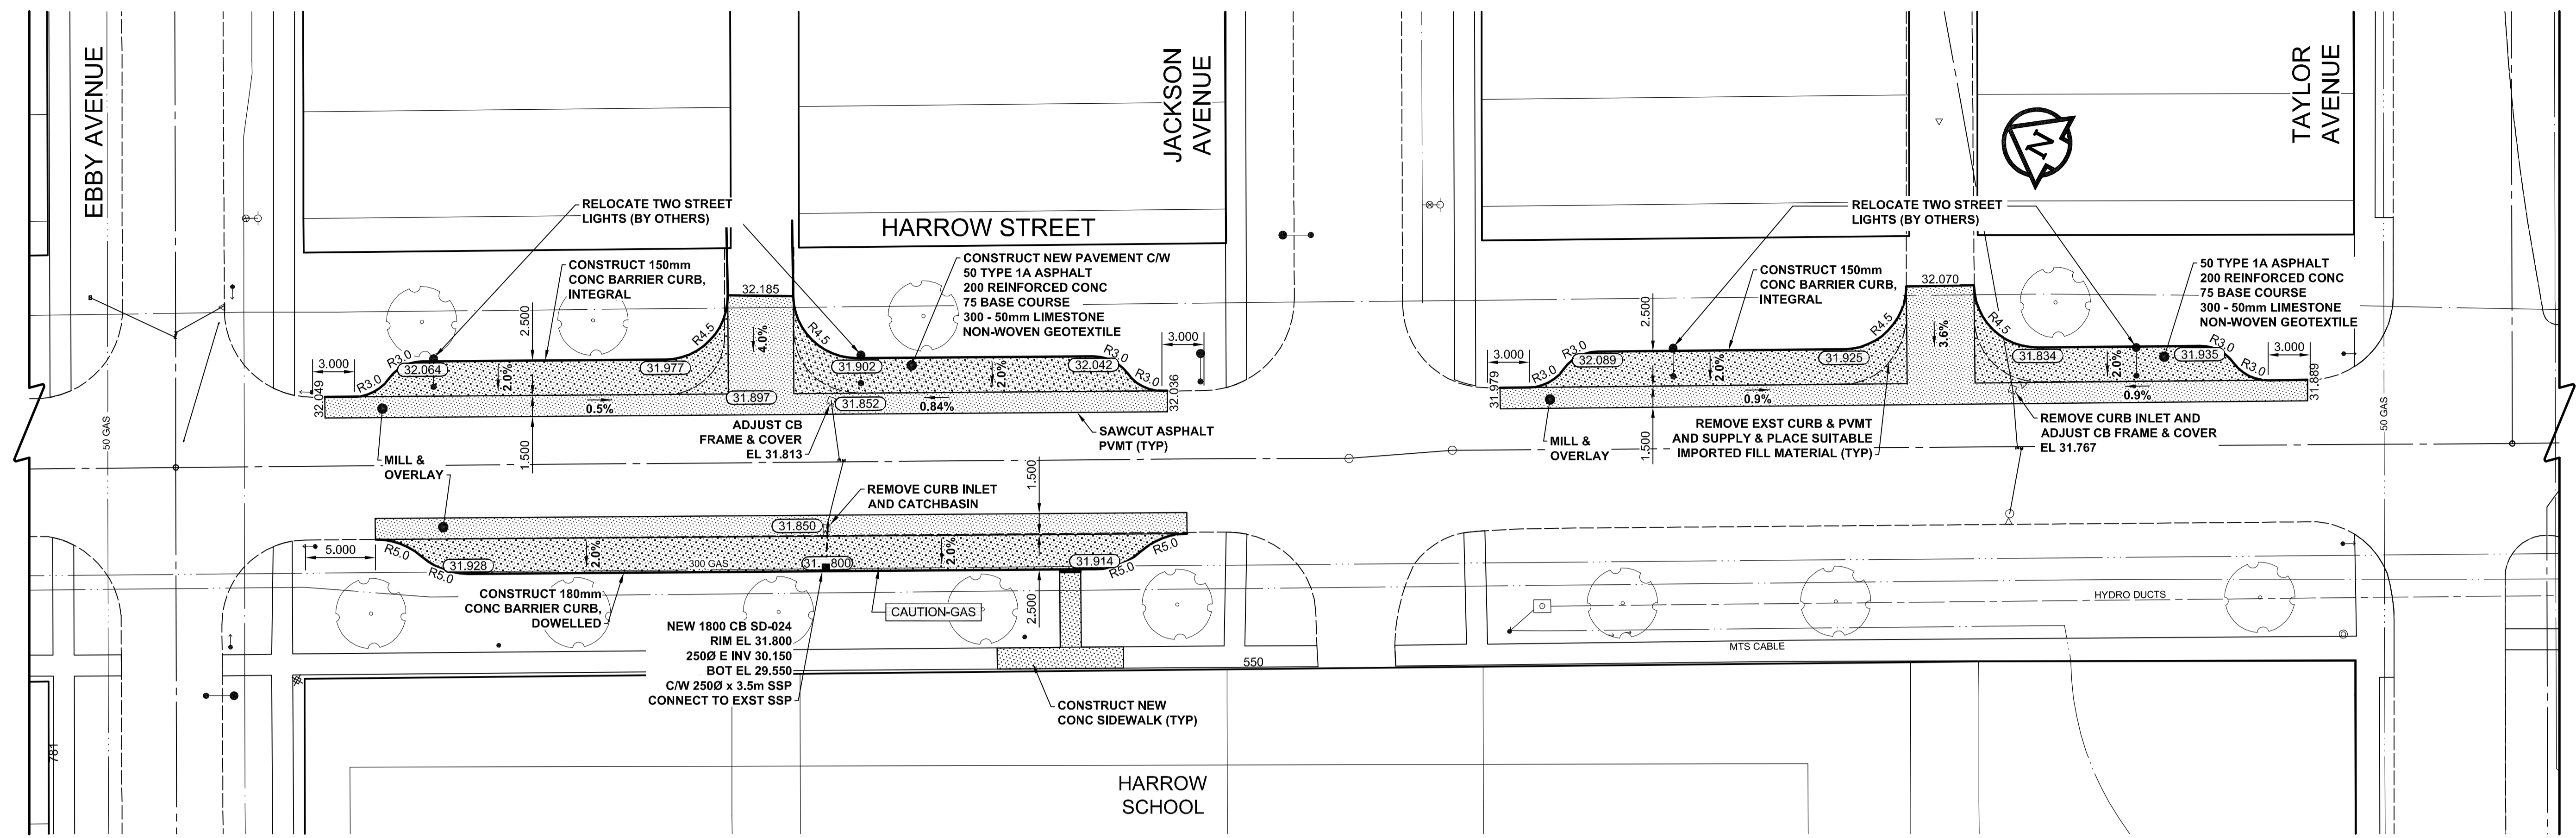 EBBY AVENUE
JACKSON
AVENUE
TAYLOR
AVENUE
N
HARROW STREET
RELOCATE TWO STREET
LIGHTS (BY OTHERS)
CONSTRUCT 150mm
CONC BARRIER CURB,
INTEGRAL
CONSTRUCT NEW PAVEMENT C/W
50 TYPE 1A ASPHALT
200 REINFORCED CONC
75 BASE COURSE
300 - 50mm LIMESTONE
NON-WOVEN GEOTEXTILE
RELOCATE TWO STREET
LIGHTS (BY OTHERS)
CONSTRUCT 150mm
CONC BARRIER CURB,
INTEGRAL
50 TYPE 1A ASPHALT
200 REINFORCED CONC
75 BASE COURSE
300 - 50mm LIMESTONE
NON-WOVEN GEOTEXTILE
32.185
2.500
R4.5
4.0%
R4.5
3.000
R3.0
R3.0
32.064
2.0%
31.977
31.902
2.0%
32.042
R3.0
R3.0
3.000
32.049
0.5%
31.897
31.852
0.84%
32.036
1.500
32.070
2.500
R4.5
3.6%
R4.5
3.000
R3.0
R3.0
32.089
2.0%
31.925
31.834
2.0%
31.935
R3.0
R3.0
3.000
31.979
0.9%
0.9%
31.889
1.500
50 GAS
50 GAS
MILL &
OVERLAY
ADJUST CB
FRAME & COVER
EL 31.813
SAWCUT ASPHALT
PVMT (TYP)
MILL &
OVERLAY
REMOVE EXST CURB & PVMT
AND SUPPLY & PLACE SUITABLE
IMPORTED FILL MATERIAL (TYP)
REMOVE CURB INLET AND
ADJUST CB FRAME & COVER
EL 31.767
REMOVE CURB INLET
AND CATCHBASIN
1.500
31.850
5.000
R5.0
R5.0
31.928
2.0%
300 GAS
31.800
2.0%
31.914
R5.0
R5.0
2.500
CONSTRUCT 180mm
CONC BARRIER CURB,
DOWELLED
CAUTION-GAS
NEW 1800 CB SD-024
RIM EL 31.800
250Ø E INV 30.150
BOT EL 29.550
C/W 250Ø x 3.5m SSP
CONNECT TO EXST SSP
550
HYDRO DUCTS
MTS CABLE
CONSTRUCT NEW
CONC SIDEWALK (TYP)
781
HARROW
SCHOOL